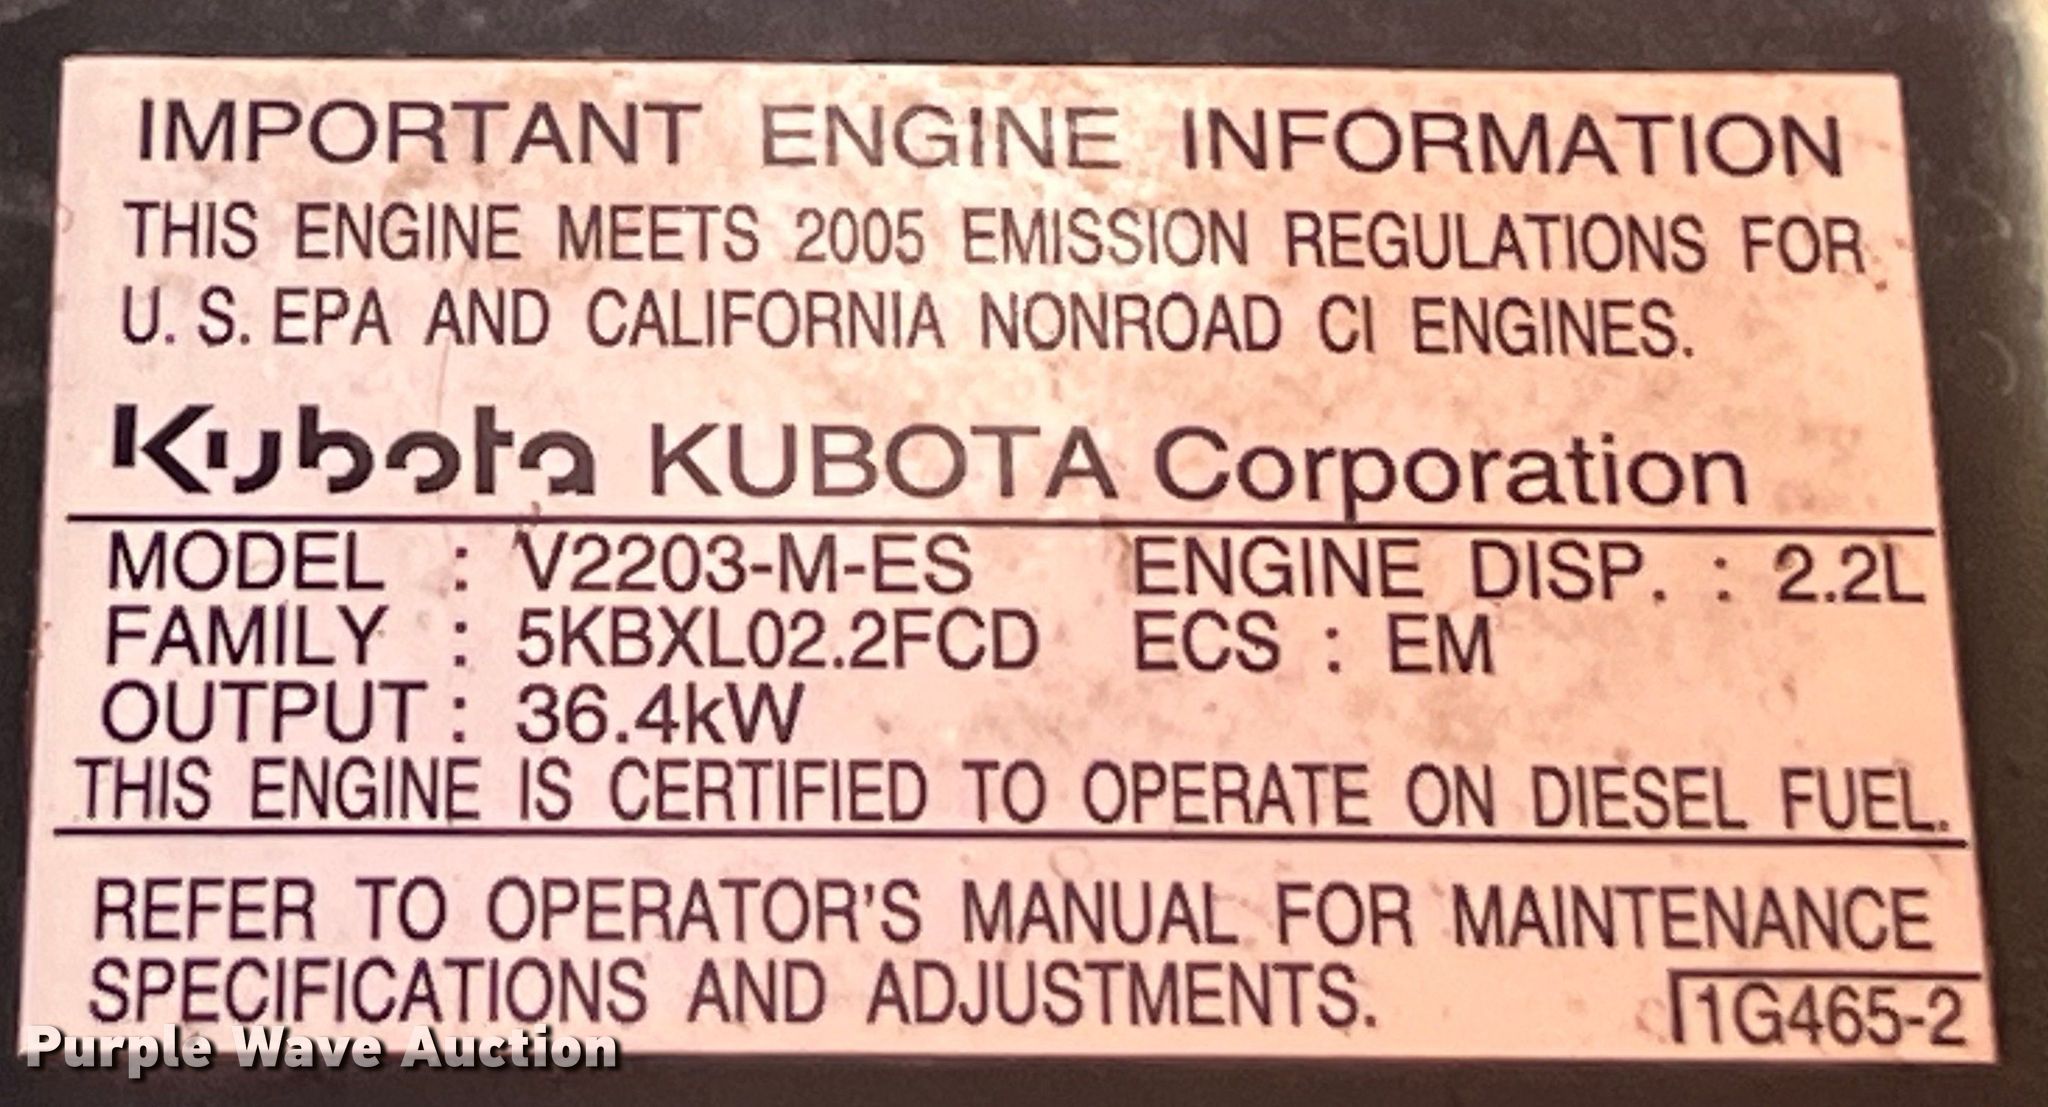 IMPORTANT ENGINE INFORMATION
THIS ENGINE MEETS 2005 EMISSION REGULATIONS FOR
U. S. EPA AND CALIFORNIA NONROAD CI ENGINES.
Kubota KUBOTA Corporation
MODEL : V2203-M-ES ENGINE DISP. : 2.2L
FAMILY : 5KBXL02.2FCD ECS : EM
OUTPUT : 36.4kW
THIS ENGINE IS CERTIFIED TO OPERATE ON DIESEL FUEL.
REFER TO OPERATOR'S MANUAL FOR MAINTENANCE
SPECIFICATIONS AND ADJUSTMENTS.
1G465-2
Purple Wave Auction